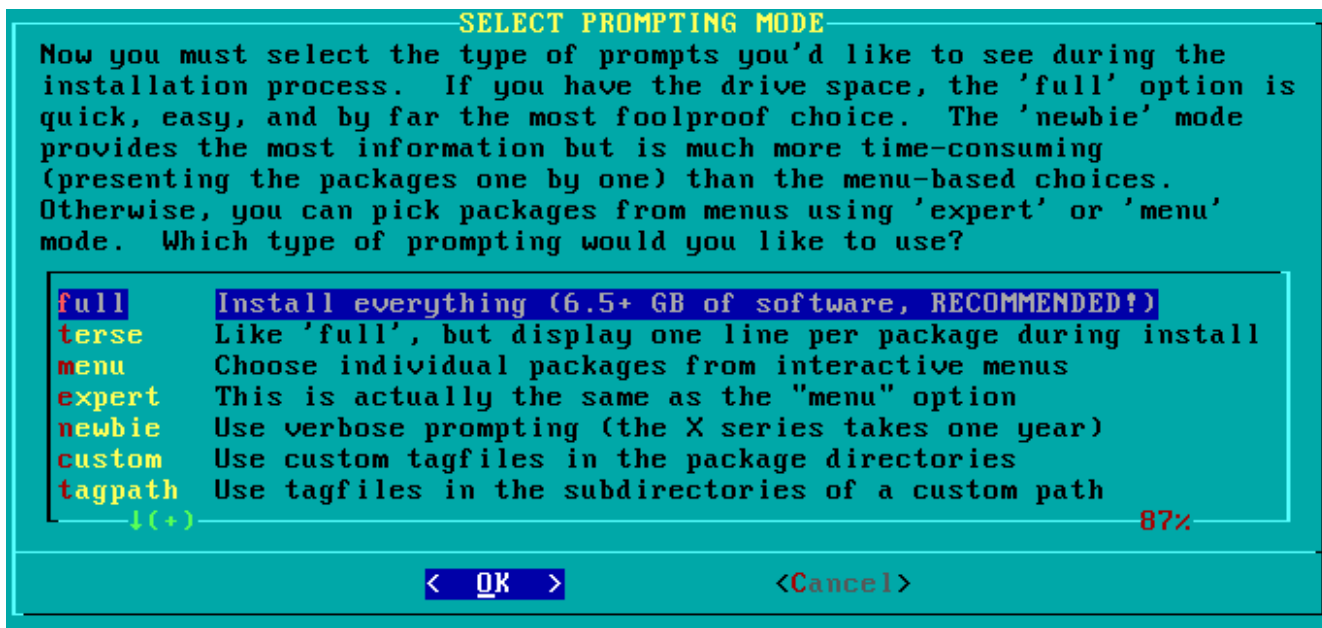 SELECT PROMPTING MODE
Now you must select the type of prompts you'd like to see during the
installation process.  If you have the drive space, the 'full' option is
quick, easy, and by far the most foolproof choice.  The 'newbie' mode
provides the most information but is much more time-consuming
(presenting the packages one by one) than the menu-based choices.
Otherwise, you can pick packages from menus using 'expert' or 'menu'
mode.  Which type of prompting would you like to use?
full Install everything (6.5+ GB of software, RECOMMENDED!)
terse Like 'full', but display one line per package during install
menu Choose individual packages from interactive menus
expert This is actually the same as the "menu" option
newbie Use verbose prompting (the X series takes one year)
custom Use custom tagfiles in the package directories
tagpath Use tagfiles in the subdirectories of a custom path
↓(+) 87%
< OK > <Cancel>